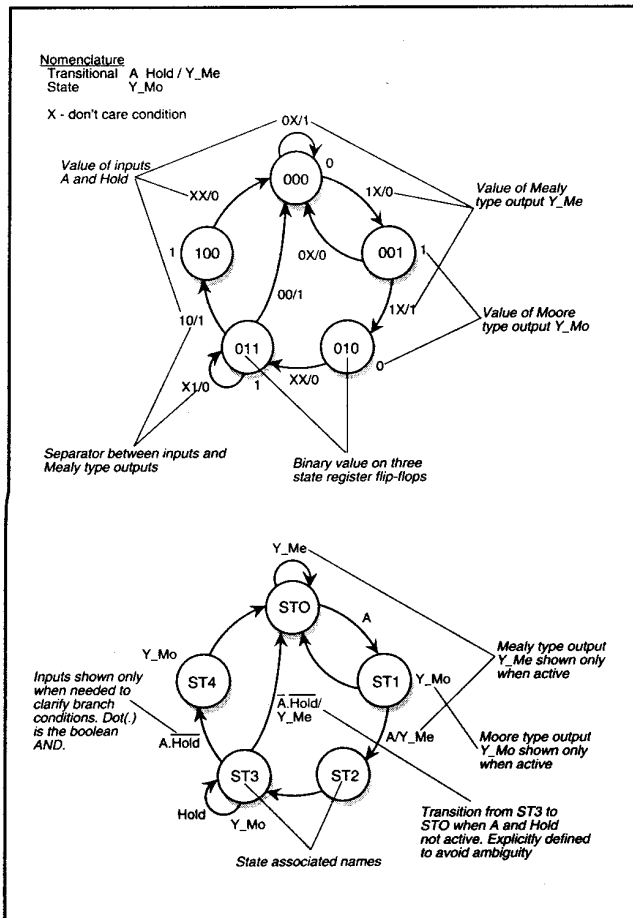 Nomenclature
Transitional A Hold / Y_Me
State Y_Mo
X - don't care condition
0X/1
0
000
Value of inputs
A and Hold
XX/0
1X/0
Value of Mealy
type output Y_Me
1
100
0X/0
001
1
00/1
1X/1
Value of Moore
type output Y_Mo
10/1
011
010
X1/0
1
XX/0
0
Separator between inputs and
Mealy type outputs
Binary value on three
state register flip-flops
Y_Me
STO
A
Y_Mo
Mealy type output
Y_Me shown only
when active
Inputs shown only
when needed to
clarify branch
conditions. Dot(.)
is the boolean
AND.
ST4
ST1
Y_Mo
A.Hold/
Y_Me
A/Y_Me
Moore type output
Y_Mo shown only
when active
A.Hold
ST3
ST2
Hold
Y_Mo
Transition from ST3 to
STO when A and Hold
not active. Explicitly defined
to avoid ambiguity
State associated names